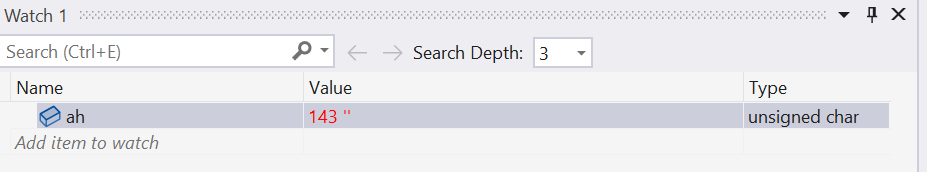 Watch 1
Search (Ctrl+E) Search Depth: 3
Name Value Type
ah 143 '' unsigned char
Add item to watch